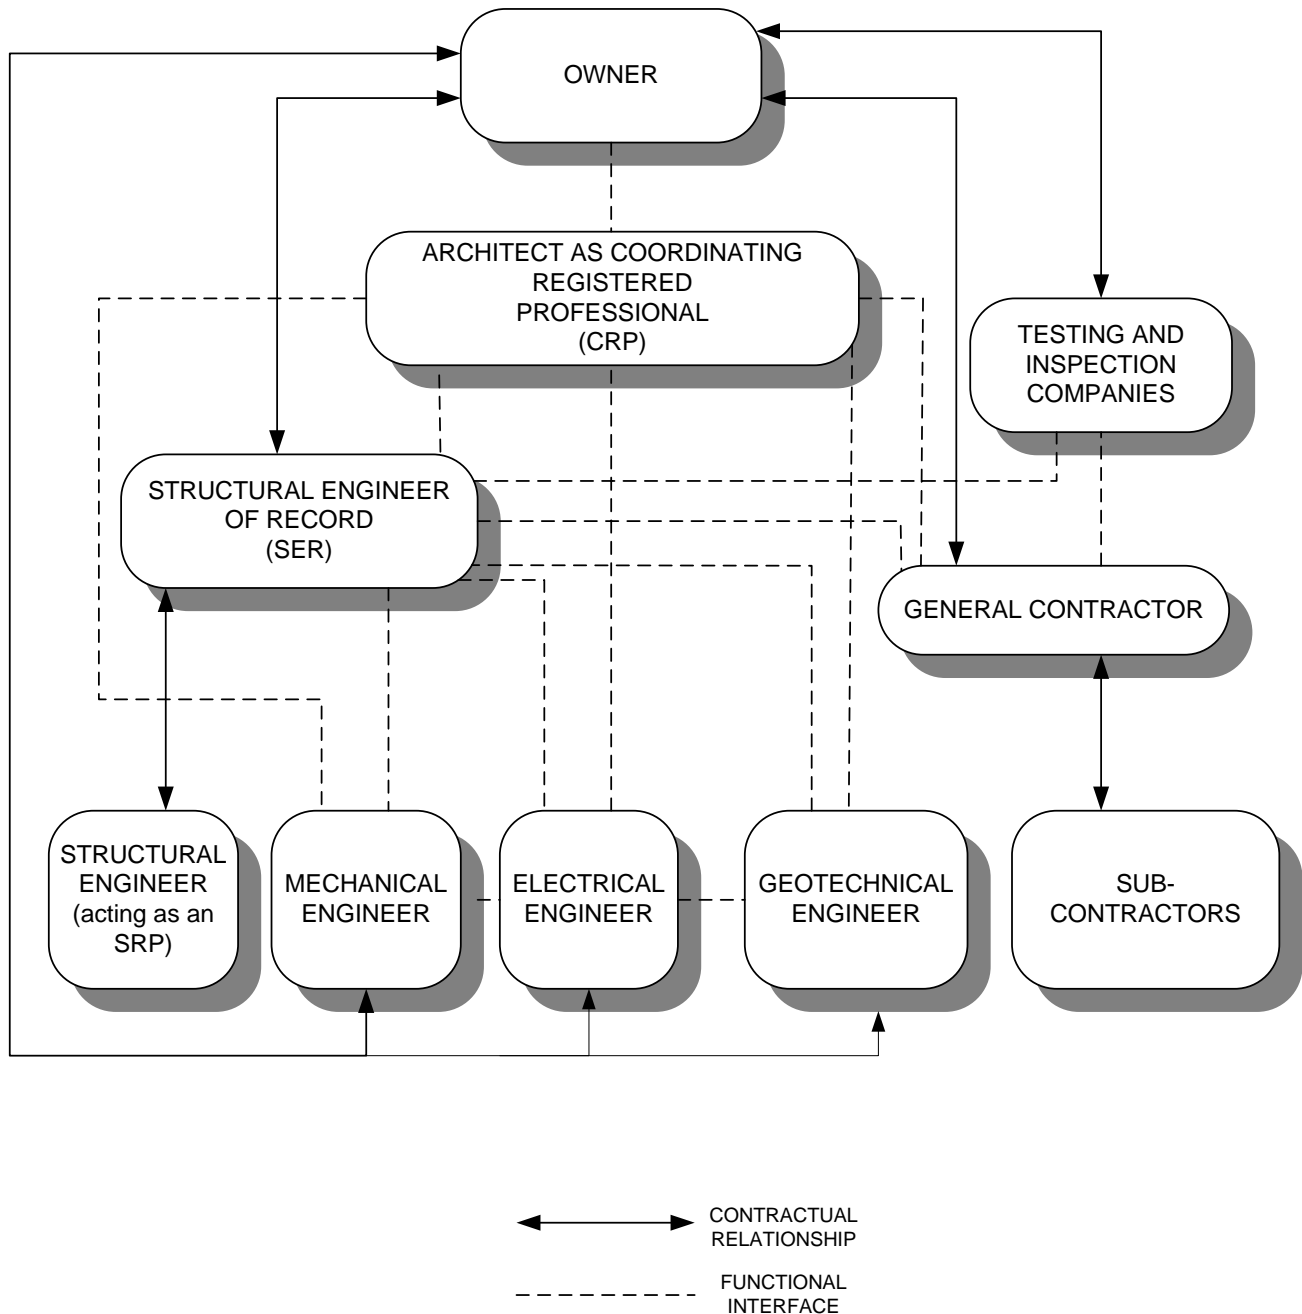 OWNER
ARCHITECT AS COORDINATING
REGISTERED
PROFESSIONAL
(CRP)
TESTING AND
INSPECTION
COMPANIES
STRUCTURAL ENGINEER
OF RECORD
(SER)
GENERAL CONTRACTOR
STRUCTURAL
ENGINEER
(acting as an
SRP)
MECHANICAL
ENGINEER
ELECTRICAL
ENGINEER
GEOTECHNICAL
ENGINEER
SUB-
CONTRACTORS
CONTRACTUAL
RELATIONSHIP
FUNCTIONAL
INTERFACE